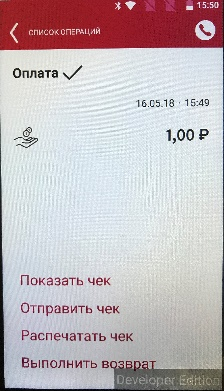 15:50
СПИСОК ОПЕРАЦИЙ
Оплата
16.05.18 · 15:49
1,00 ₽
Показать чек
Отправить чек
Распечатать чек
Выполнить возврат
Developer Edition